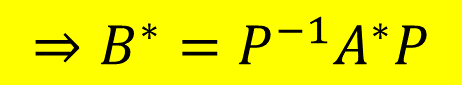 ⇒ B* = P⁻¹A*P